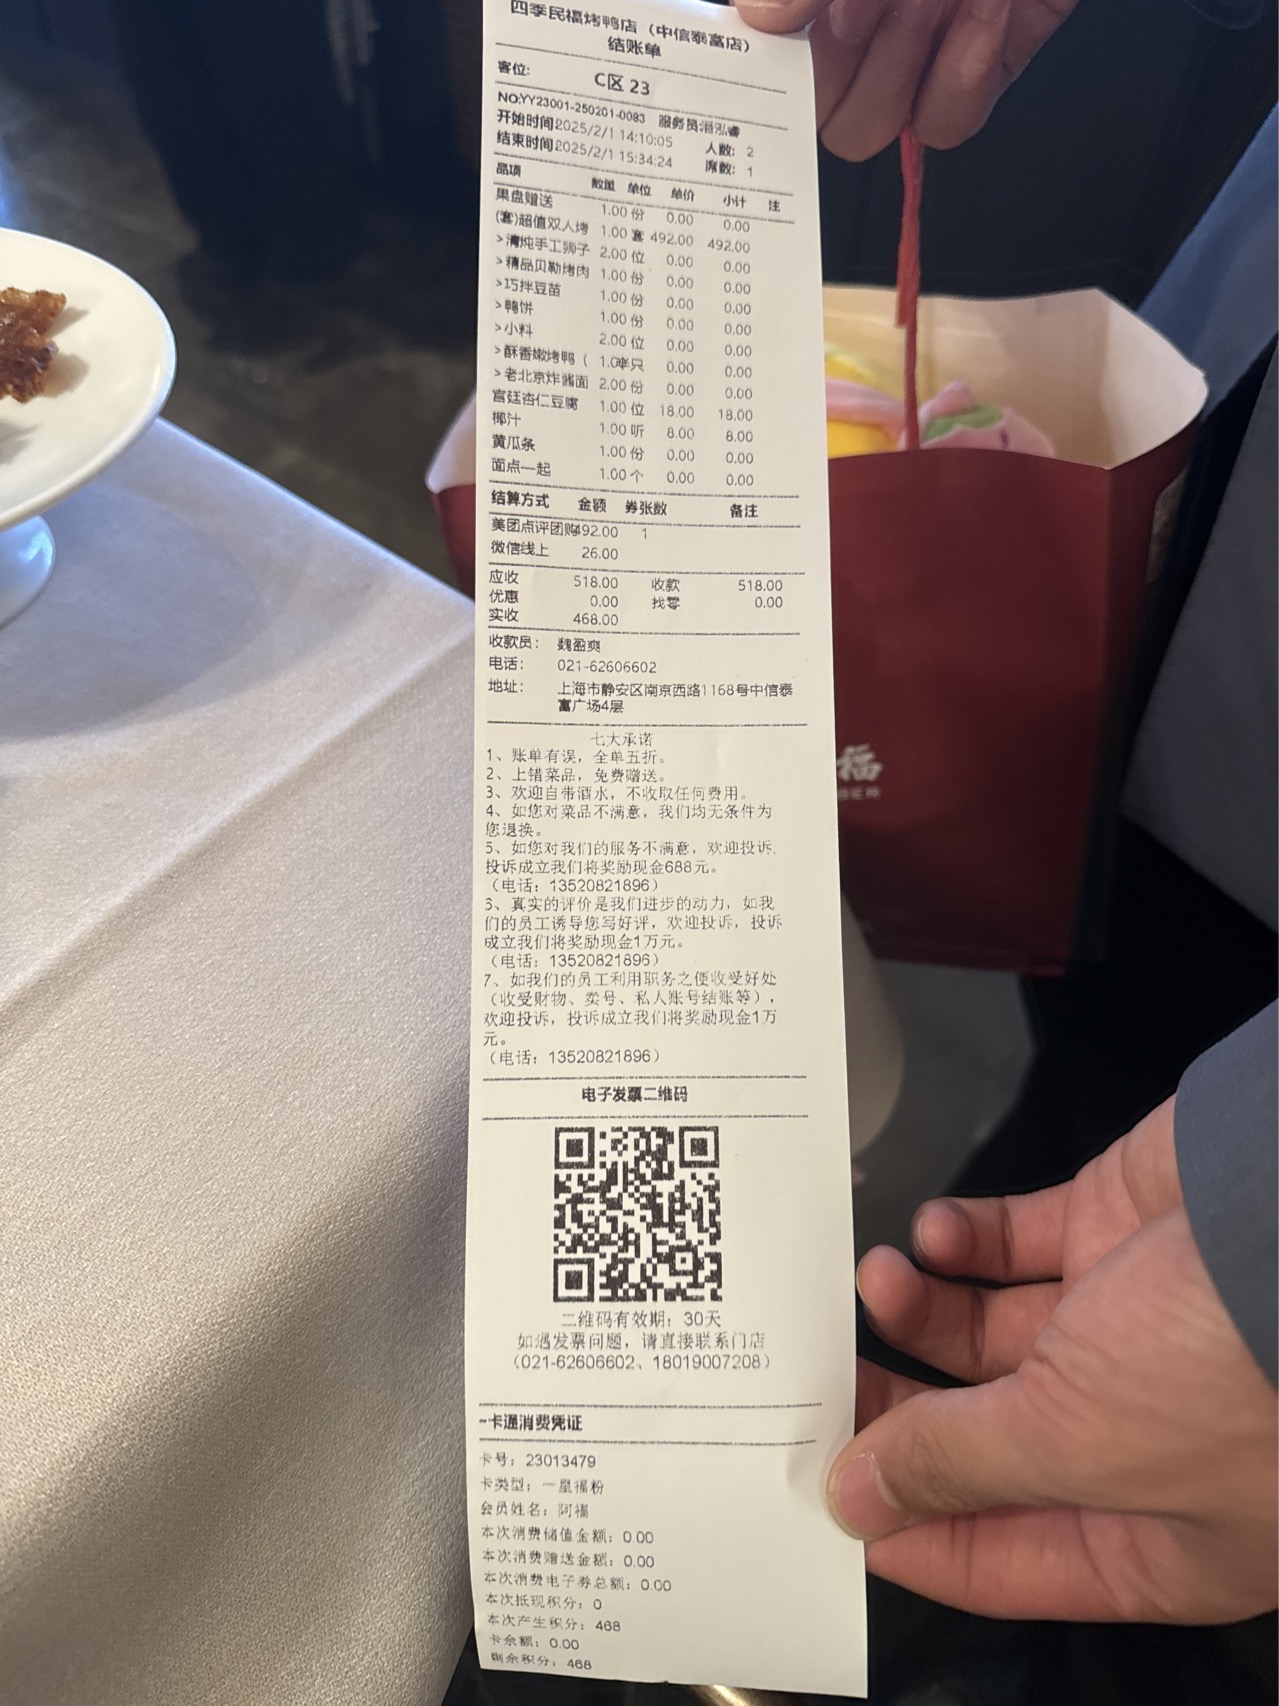 四季民福烤鸭店（中信泰富店）
结账单
客位： C区 23
NO:YY23001-250201-0083 服务员:泓睿
开始时间2025/2/1 14:10:05 人数： 2
结束时间2025/2/1 15:34:24 席数： 1
品项 数量 单位 单价 小计 注
果盘赠送 1.00 份 0.00 0.00
(套)超值双人烤 1.00 套 492.00 492.00
>清炖手工狮子 2.00 位 0.00 0.00
>精品贝勒烤肉 1.00 份 0.00 0.00
>巧拌豆苗 1.00 份 0.00 0.00
>鸭饼 1.00 份 0.00 0.00
>小料 2.00 位 0.00 0.00
>酥香嫩烤鸭（ 1.0半只 0.00 0.00
>老北京炸酱面 2.00 份 0.00 0.00
宫廷杏仁豆腐 1.00 位 18.00 18.00
椰汁 1.00 听 8.00 8.00
黄瓜条 1.00 份 0.00 0.00
面点一起 1.00 个 0.00 0.00
结算方式 金额 券张数 备注
美团点评团购492.00 1
微信线上 26.00
应收 518.00 收款 518.00
优惠 0.00 找零 0.00
实收 468.00
收款员： 魏盈爽
电话： 021-62606602
地址： 上海市静安区南京西路1168号中信泰
富广场4层
七大承诺
1、账单有误，全单五折。
2、上错菜品，免费赠送。
3、欢迎自带酒水，不收取任何费用。
4、如您对菜品不满意，我们均无条件为
您退换。
5、如您对我们的服务不满意，欢迎投诉，
投诉成立我们将奖励现金688元。
（电话：13520821896）
6、真实的评价是我们进步的动力，如我
们的员工诱导您写好评，欢迎投诉，投诉
成立我们将奖励现金1万元。
（电话：13520821896）
7、如我们的员工利用职务之便收受好处
（收受财物、卖号、私人账号结账等），
欢迎投诉，投诉成立我们将奖励现金1万
元。
（电话：13520821896）
电子发票二维码
二维码有效期：30天
如遇发票问题，请直接联系门店
（021-62606602、18019007208）
一卡通消费凭证
卡号：23013479
卡类型：一星福粉
会员姓名：阿福
本次消费储值金额：0.00
本次消费赠送金额：0.00
本次消费电子券总额：0.00
本次抵现积分：0
本次产生积分：468
卡余额：0.00
剩余积分：468
福